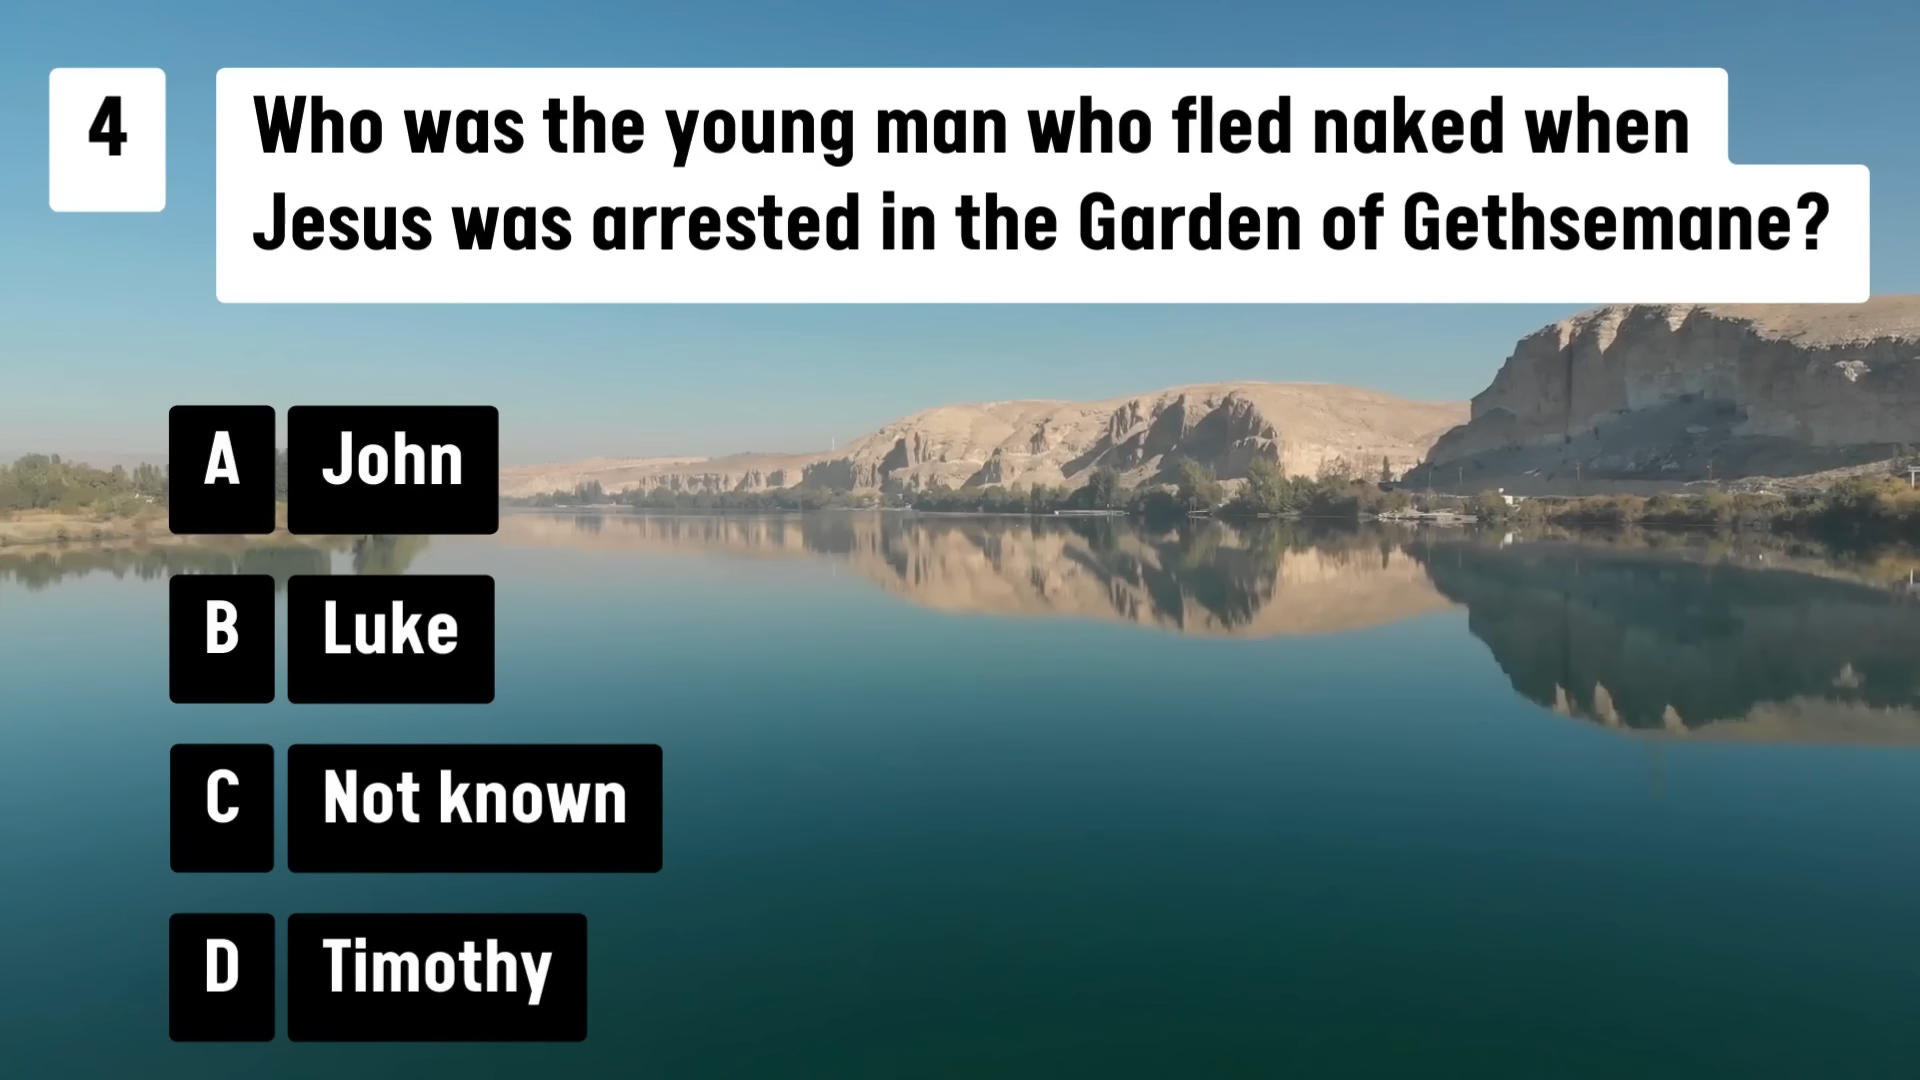 4
Who was the young man who fled naked when
Jesus was arrested in the Garden of Gethsemane?
A John
B Luke
C Not known
D Timothy